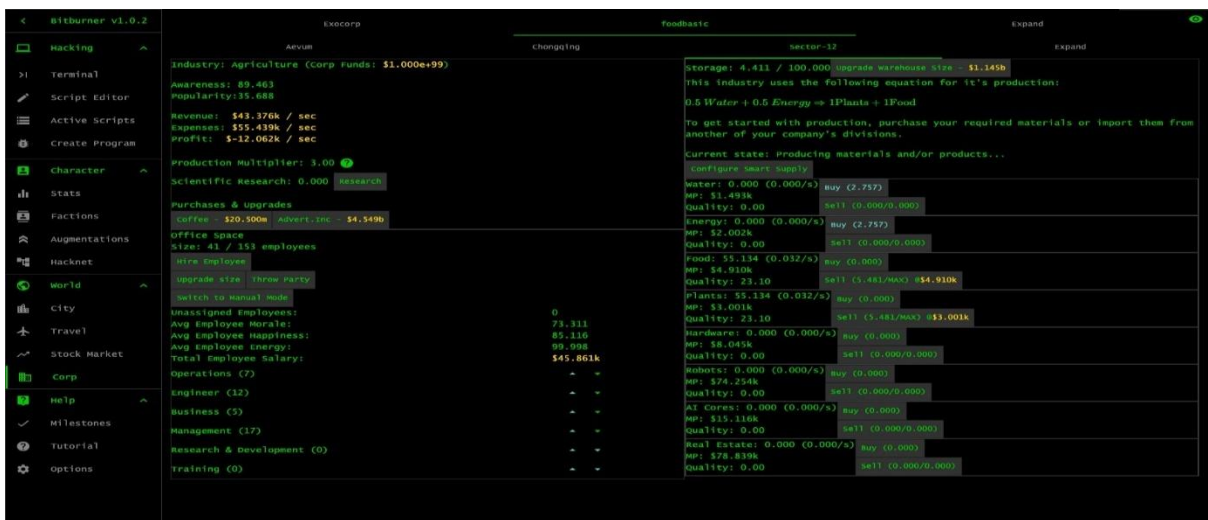 Bitburner v1.0.2
Hacking
Terminal
Script Editor
Active Scripts
Create Program
Character
Stats
Factions
Augmentations
Hacknet
World
City
Travel
Stock Market
Corp
Help
Milestones
Tutorial
Options
Exocorp
foodbasic
Expand
Aevum
Chongqing
Sector-12
Expand
Industry: Agriculture (Corp Funds: $1.000e+99)
Awareness: 89.463
Popularity:35.688
Revenue: $43.376k / sec
Expenses: $55.439k / sec
Profit: $-12.062k / sec
Production Multiplier: 3.00 ?
Scientific Research: 0.000 Research
Purchases & Upgrades
Coffee - $20.500m Advert.Inc - $4.549b
Office Space
Size: 41 / 153 employees
Hire Employee
Upgrade size Throw Party
Switch to Manual Mode
Unassigned Employees: 0
Avg Employee Morale: 73.311
Avg Employee Happiness: 85.116
Avg Employee Energy: 99.998
Total Employee Salary: $45.861k
Operations (7)
Engineer (12)
Business (5)
Management (17)
Research & Development (0)
Training (0)
Storage: 4.411 / 100.000 Upgrade Warehouse Size - $1.145b
This industry uses the following equation for it's production:
0.5 Water + 0.5 Energy ⇒ 1Plants + 1Food
To get started with production, purchase your required materials or import them from
another of your company's divisions.
Current state: Producing materials and/or products...
Configure Smart Supply
Water: 0.000 (0.000/s) Buy (2.757)
MP: $1.493k
Quality: 0.00 Sell (0.000/0.000)
Energy: 0.000 (0.000/s) Buy (2.757)
MP: $2.002k
Quality: 0.00 Sell (0.000/0.000)
Food: 55.134 (0.032/s) Buy (0.000)
MP: $4.910k
Quality: 23.10 Sell (5.481/MAX) @$4.910k
Plants: 55.134 (0.032/s) Buy (0.000)
MP: $3.001k
Quality: 23.10 Sell (5.481/MAX) @$3.001k
Hardware: 0.000 (0.000/s) Buy (0.000)
MP: $8.045k
Quality: 0.00 Sell (0.000/0.000)
Robots: 0.000 (0.000/s) Buy (0.000)
MP: $74.254k
Quality: 0.00 Sell (0.000/0.000)
AI Cores: 0.000 (0.000/s) Buy (0.000)
MP: $15.116k
Quality: 0.00 Sell (0.000/0.000)
Real Estate: 0.000 (0.000/s) Buy (0.000)
MP: $78.839k
Quality: 0.00 Sell (0.000/0.000)